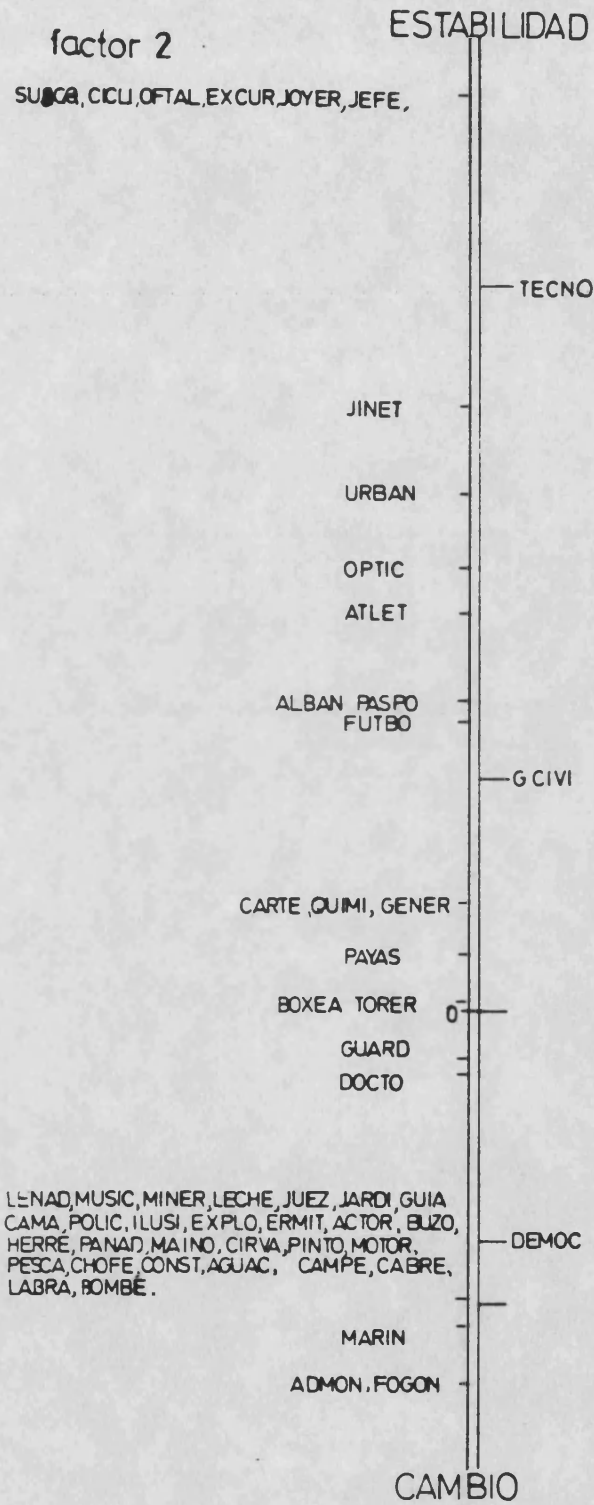 ESTABILIDAD
factor 2
CICLI, OFTAL, EXCUR, JOYER, JEFE,
TECNO
JINET
URBAN
OPTIC
ATLET
ALBAN PASPO
FUTBO
G CIVI
CARTE, QUIMI, GENER
PAYAS
BOXEA TORER 0
GUARD
DOCTO
LENAD, MUSIC, MINER, LECHE, JUEZ, JARDI, GUIA
CAMA, POLIC, ILUSI, EXPLO, ERMIT, ACTOR, BUZO,
DEMOC
HERRE, PANAD, MAINO, CIRVA, PINTO, MOTOR,
PESCA, CHOFE, CONST, AGUAC, CAMPE, CABRE,
LABRA, BOMBE.
MARIN
ADMON, FOGON
CAMBIO